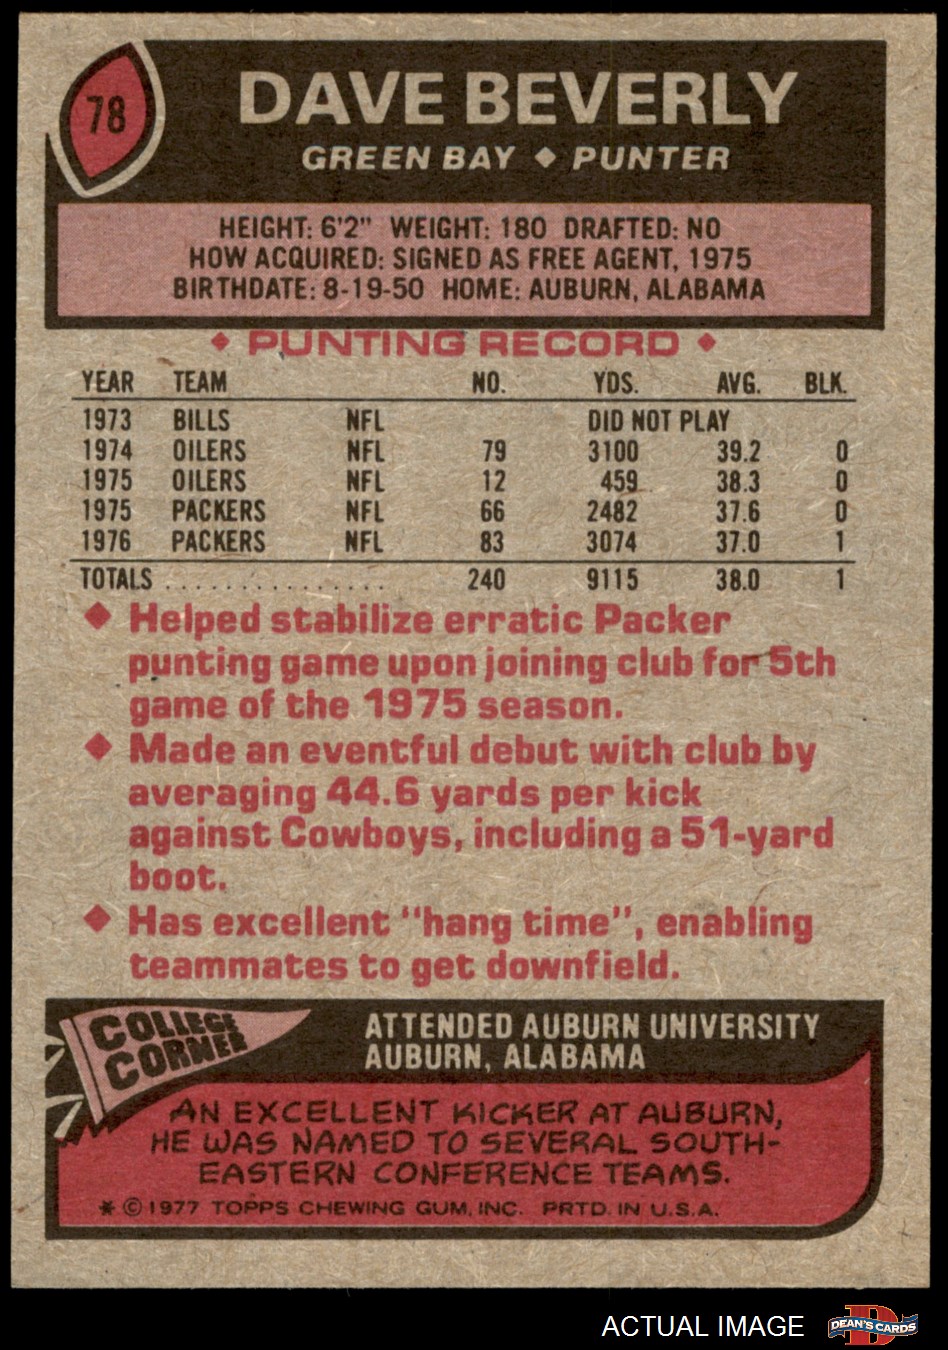 78
DAVE BEVERLY
GREEN BAY ◆ PUNTER
HEIGHT: 6'2" WEIGHT: 180 DRAFTED: NO
HOW ACQUIRED: SIGNED AS FREE AGENT, 1975
BIRTHDATE: 8-19-50 HOME: AUBURN, ALABAMA
◆ PUNTING RECORD ◆
YEAR TEAM NO. YDS. AVG. BLK.
1973 BILLS NFL DID NOT PLAY
1974 OILERS NFL 79 3100 39.2 0
1975 OILERS NFL 12 459 38.3 0
1975 PACKERS NFL 66 2482 37.6 0
1976 PACKERS NFL 83 3074 37.0 1
TOTALS . . . . . . . . . . . . . . . . . 240 9115 38.0 1
◆ Helped stabilize erratic Packer
punting game upon joining club for 5th
game of the 1975 season.
◆ Made an eventful debut with club by
averaging 44.6 yards per kick
against Cowboys, including a 51-yard
boot.
◆ Has excellent "hang time", enabling
teammates to get downfield.
COLLEGE
CORNER
ATTENDED AUBURN UNIVERSITY
AUBURN, ALABAMA
AN EXCELLENT KICKER AT AUBURN,
HE WAS NAMED TO SEVERAL SOUTH-
EASTERN CONFERENCE TEAMS.
* © 1977 TOPPS CHEWING GUM, INC. PRTD. IN U.S.A.
ACTUAL IMAGE
D
DEAN'S CARDS